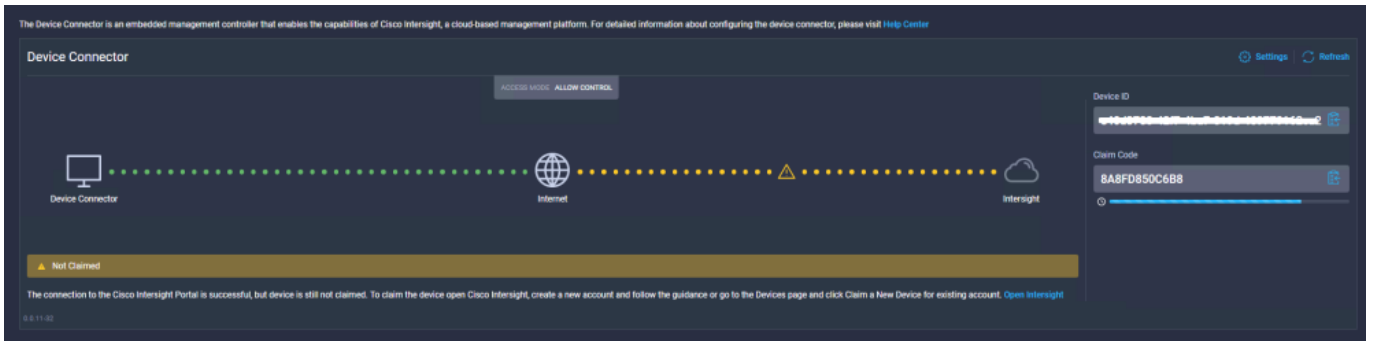 The Device Connector is an embedded management controller that enables the capabilities of Cisco Intersight, a cloud-based management platform. For detailed information about configuring the device connector, please visit Help Center
Device Connector
Settings
Refresh
ACCESS MODE ALLOW CONTROL
Device ID
Claim Code
8A8FD850C6B8
Device Connector
Internet
Intersight
Not Claimed
The connection to the Cisco Intersight Portal is successful, but device is still not claimed. To claim the device open Cisco Intersight, create a new account and follow the guidance or go to the Devices page and click Claim a New Device for existing account. Open Intersight